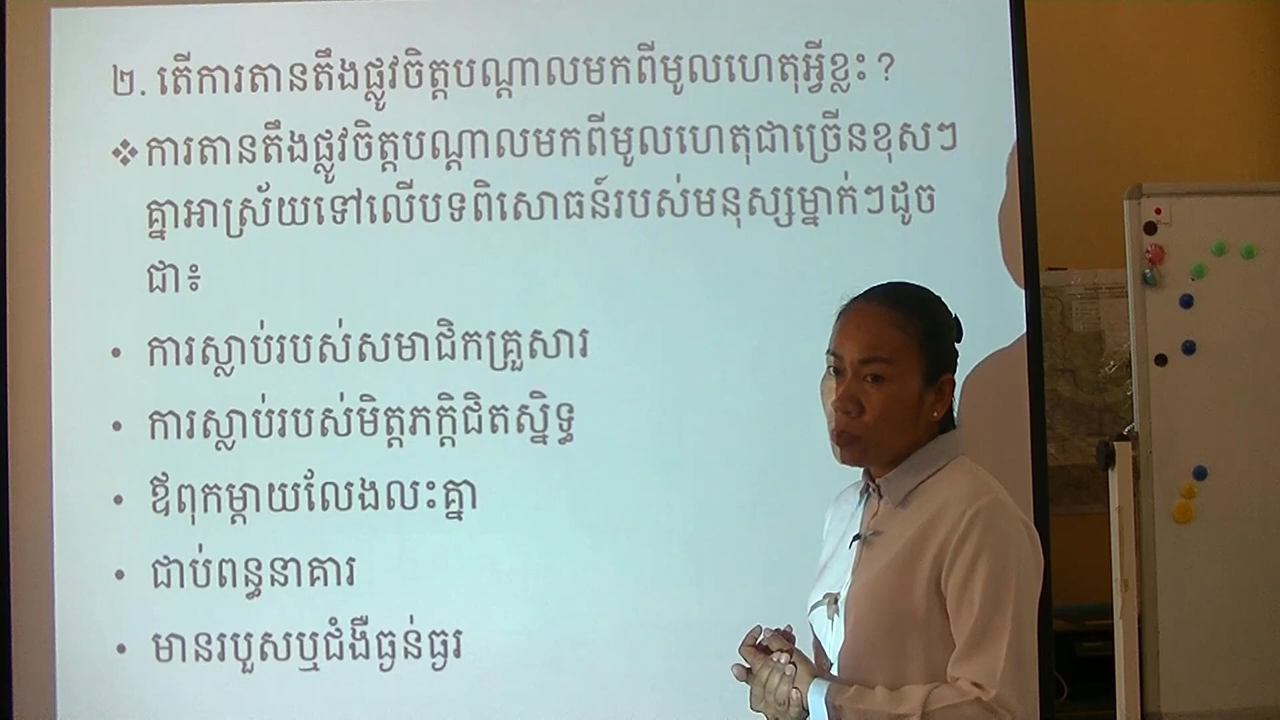 ២. តើការតានតឹងផ្លូវចិត្តបណ្ដាលមកពីមូលហេតុអ្វីខ្លះ ?
❖ការតានតឹងផ្លូវចិត្តបណ្ដាលមកពីមូលហេតុជាច្រើនខុសៗ
គ្នាអាស្រ័យទៅលើបទពិសោធន៍របស់មនុស្សម្នាក់ៗដូច
ជា៖
• ការស្លាប់របស់សមាជិកគ្រួសារ
• ការស្លាប់របស់មិត្តភក្តិជិតស្និទ្ធ
• ឪពុកម្ដាយលែងលះគ្នា
• ជាប់ពន្ធនាគារ
• មានរបួសឬជំងឺធ្ងន់ធ្ងរ